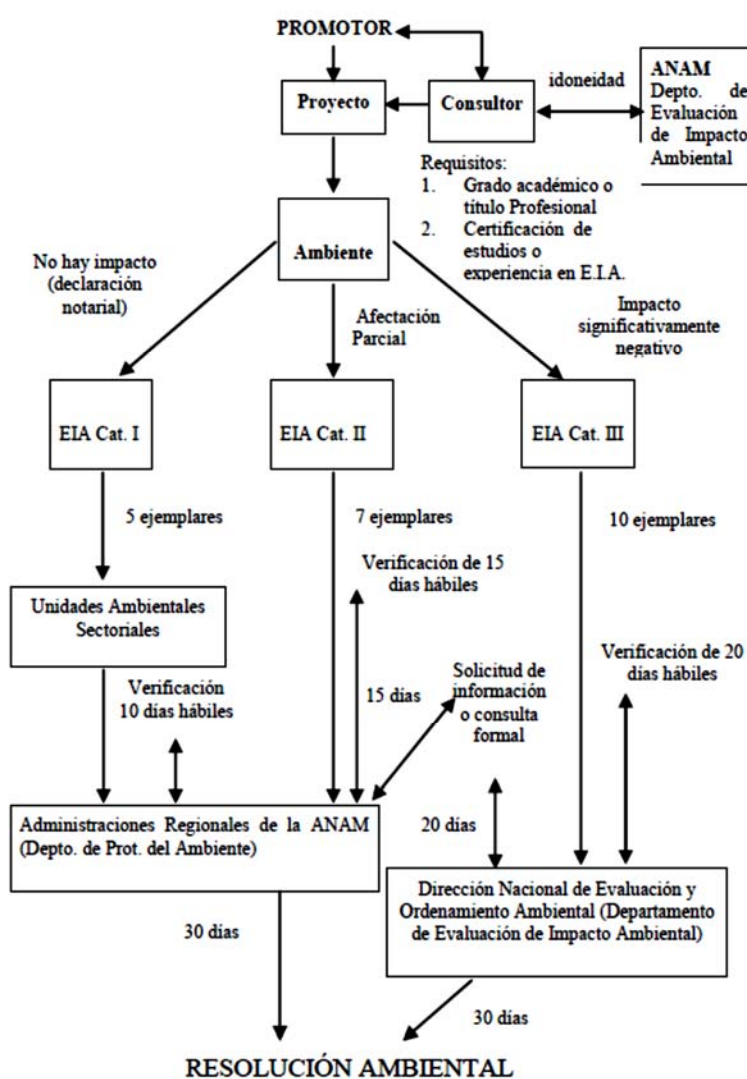 PROMOTOR
Proyecto
Consultor
idoneidad
ANAM
Depto. de
Evaluación
de Impacto
Ambiental
Requisitos:
1. Grado académico o
título Profesional
2. Certificación de
estudios o
experiencia en E.I.A.
Ambiente
No hay impacto
(declaración
notarial)
Afectación
Parcial
Impacto
significativamente
negativo
EIA Cat. I
EIA Cat. II
EIA Cat. III
5 ejemplares
7 ejemplares
10 ejemplares
Verificación de 15
días hábiles
Unidades Ambientales
Sectoriales
Verificación de 20
días hábiles
Verificación
10 días hábiles
15 días
Solicitud de
información
o consulta
formal
Administraciones Regionales de la ANAM
(Depto. de Prot. del Ambiente)
20 días
Dirección Nacional de Evaluación y
Ordenamiento Ambiental (Departamento
de Evaluación de Impacto Ambiental)
30 días
30 días
RESOLUCIÓN AMBIENTAL